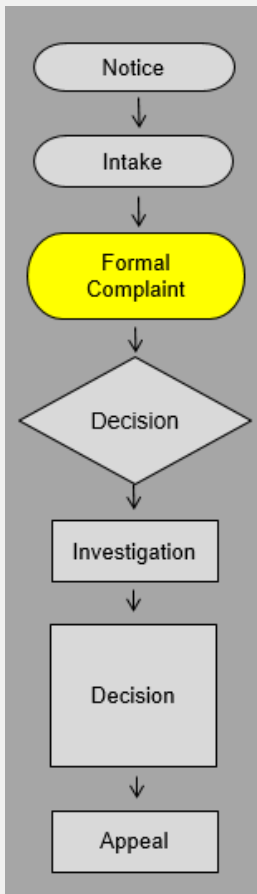 Notice
Intake
Formal
Complaint
Decision
Investigation
Decision
Appeal